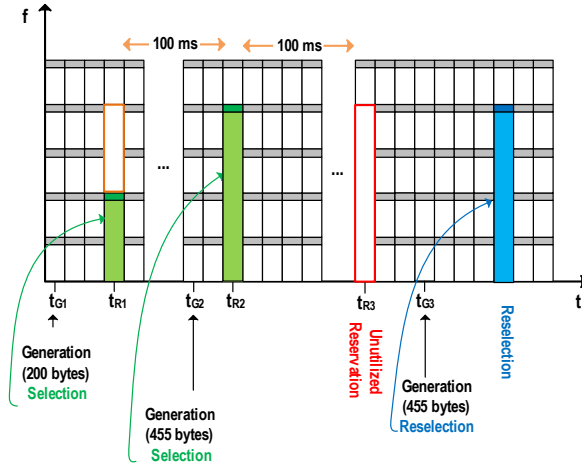 f
100 ms
100 ms
...
...
tG1
tR1
tG2
tR2
tR3
tG3
t
Generation
(200 bytes)
Selection
Generation
(455 bytes)
Selection
Unutilized
Reservation
Generation
(455 bytes)
Reselection
Reselection